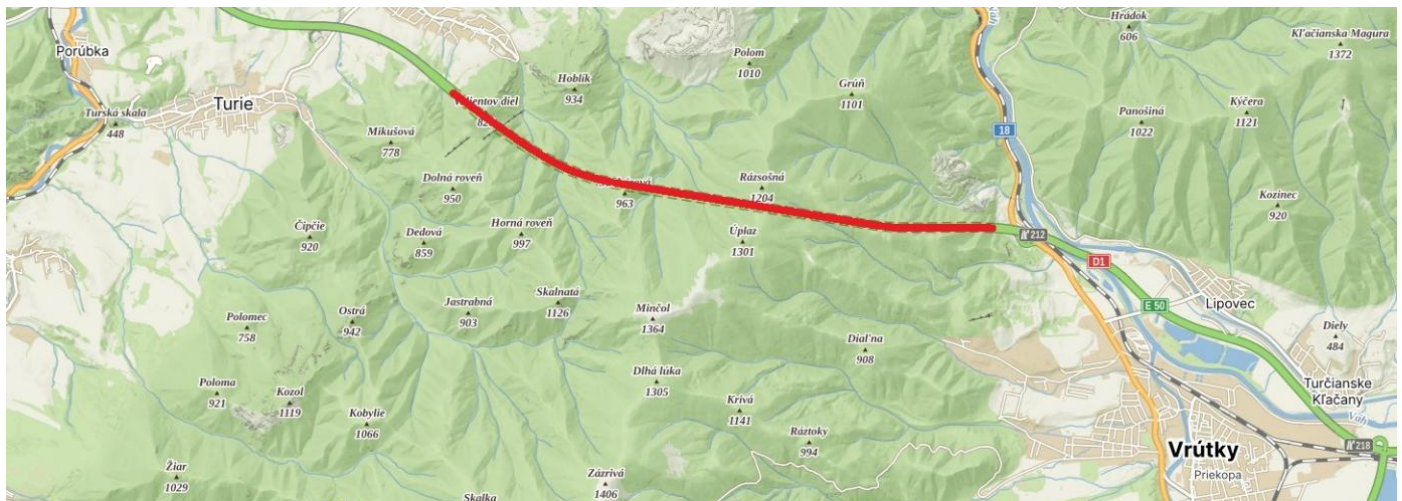 Hrádok
606
Kľačianska Magura
1372
Porúbka
Polom
1010
Hoblík
934
Grúň
1101
Turie
Turská skala
448
Panošiná
1022
Kýčera
1121
18
Mikušová
778
Dolná roveň
950
963
Rázsošná
1204
Kozinec
920
Čipčie
920
Dedová
859
Horná roveň
997
Úplaz
1301
212
D1
Jastrabná
903
Skalnatá
1126
Minčol
1364
E 50
Lipovec
Polomec
758
Ostrá
942
Diaľna
908
Diely
484
Poloma
921
Kozol
1119
Dlhá lúka
1305
Turčianske
Kľačany
Kobylie
1066
Krivá
1141
Váh
Ráztoky
994
Vrútky
Priekopa
218
Žiar
1029
Zázrivá
1406
Skalka